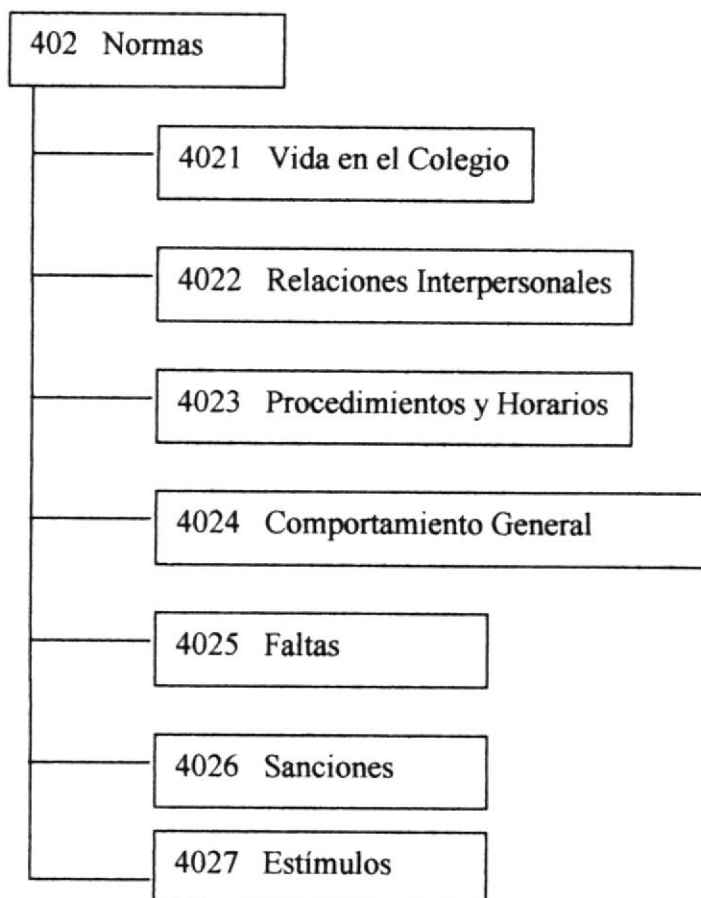 402 Normas
4021 Vida en el Colegio
4022 Relaciones Interpersonales
4023 Procedimientos y Horarios
4024 Comportamiento General
4025 Faltas
4026 Sanciones
4027 Estímulos